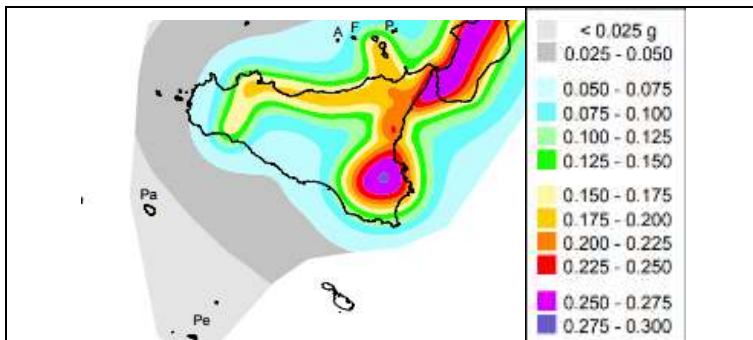 A F P
Pa
Pe
< 0.025 g
0.025 - 0.050
0.050 - 0.075
0.075 - 0.100
0.100 - 0.125
0.125 - 0.150
0.150 - 0.175
0.175 - 0.200
0.200 - 0.225
0.225 - 0.250
0.250 - 0.275
0.275 - 0.300